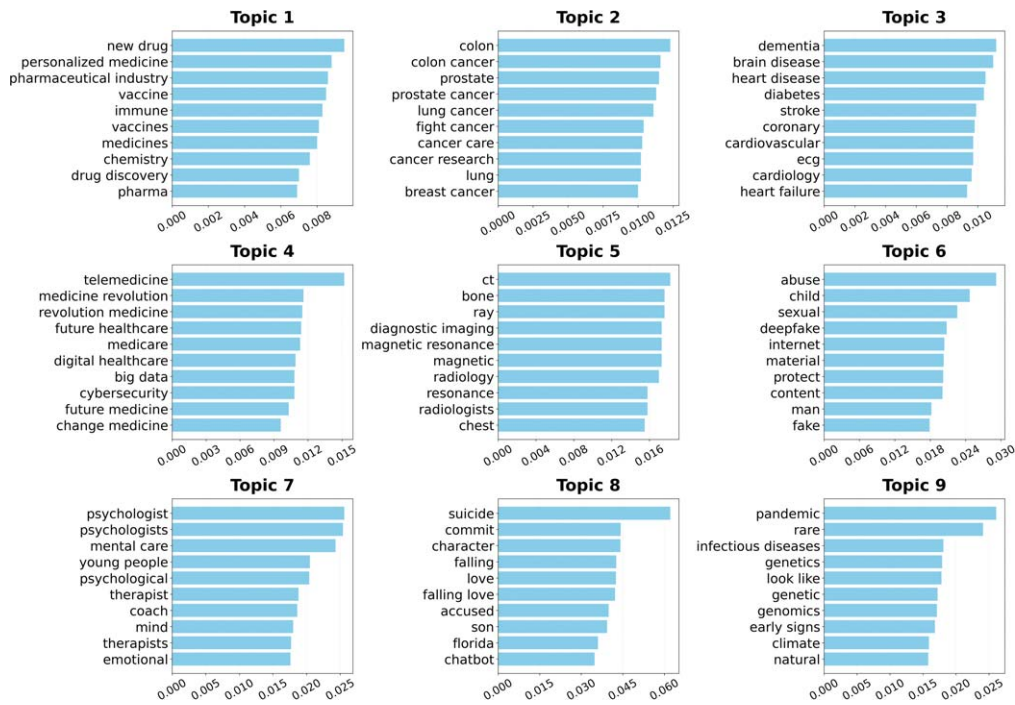 Topic 1
new drug
personalized medicine
pharmaceutical industry
vaccine
immune
vaccines
medicines
chemistry
drug discovery
pharma
0.000 0.002 0.004 0.006 0.008
Topic 2
colon
colon cancer
prostate
prostate cancer
lung cancer
fight cancer
cancer care
cancer research
lung
breast cancer
0.0000 0.0025 0.0050 0.0075 0.0100 0.0125
Topic 3
dementia
brain disease
heart disease
diabetes
stroke
coronary
cardiovascular
ecg
cardiology
heart failure
0.000 0.002 0.004 0.006 0.008 0.010
Topic 4
telemedicine
medicine revolution
revolution medicine
future healthcare
medicare
digital healthcare
big data
cybersecurity
future medicine
change medicine
0.000 0.003 0.006 0.009 0.012 0.015
Topic 5
ct
bone
ray
diagnostic imaging
magnetic resonance
magnetic
radiology
resonance
radiologists
chest
0.000 0.004 0.008 0.012 0.016
Topic 6
abuse
child
sexual
deepfake
internet
material
protect
content
man
fake
0.000 0.006 0.012 0.018 0.024 0.030
Topic 7
psychologist
psychologists
mental care
young people
psychological
therapist
coach
mind
therapists
emotional
0.000 0.005 0.010 0.015 0.020 0.025
Topic 8
suicide
commit
character
falling
love
falling love
accused
son
florida
chatbot
0.000 0.015 0.030 0.045 0.060
Topic 9
pandemic
rare
infectious diseases
genetics
look like
genetic
genomics
early signs
climate
natural
0.000 0.005 0.010 0.015 0.020 0.025